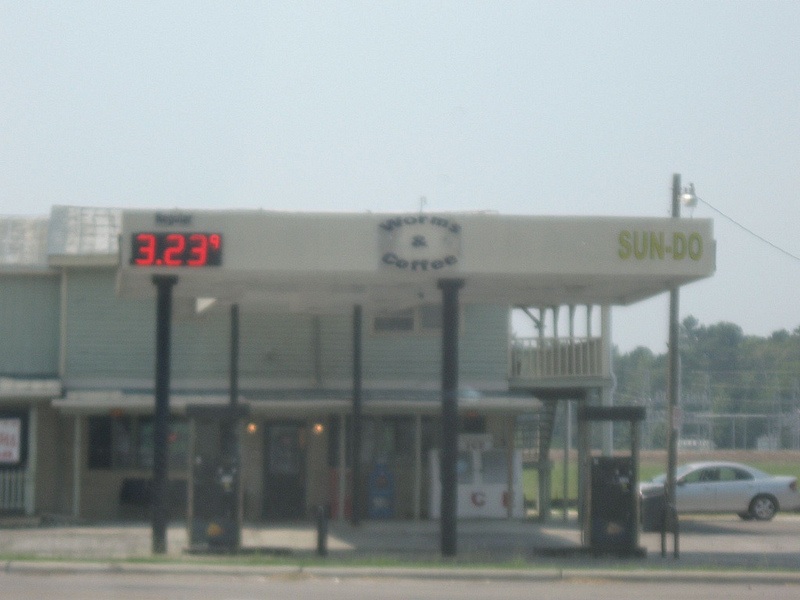 Regular
3.23⁹
Worms
&
Coffee
SUN-DO
C